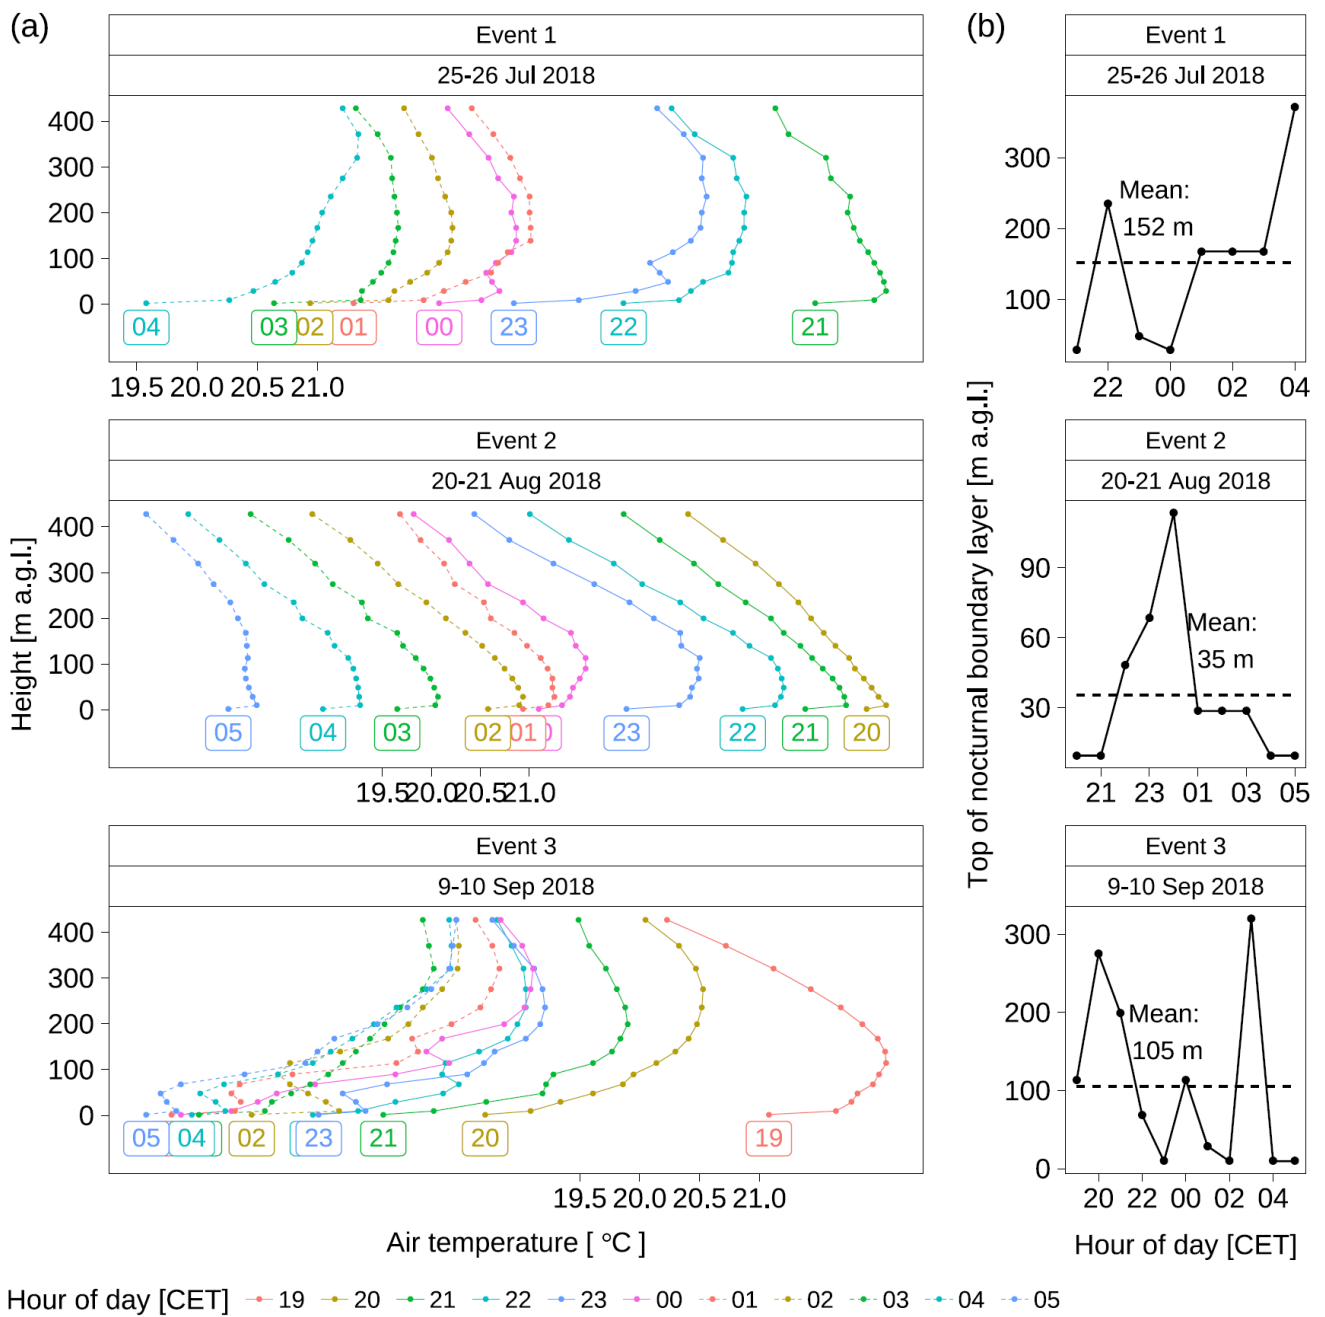 (a)
Event 1
25-26 Jul 2018
400
300
200
100
0
04 03 02 01 00 23 22 21
19.5 20.0 20.5 21.0
Event 2
20-21 Aug 2018
400
300
200
100
0
05 04 03 02 01 0 23 22 21 20
19.5 20.0 20.5 21.0
Event 3
9-10 Sep 2018
400
300
200
100
0
05 04 02 23 21 20 19
19.5 20.0 20.5 21.0
Height [m a.g.l.]
Air temperature [ °C ]
(b)
Event 1
25-26 Jul 2018
300
200
100
Mean:
152 m
22 00 02 04
Event 2
20-21 Aug 2018
90
60
30
Mean:
35 m
21 23 01 03 05
Event 3
9-10 Sep 2018
300
200
100
0
Mean:
105 m
20 22 00 02 04
Top of nocturnal boundary layer [m a.g.l.]
Hour of day [CET]
Hour of day [CET] 19 20 21 22 23 00 01 02 03 04 05